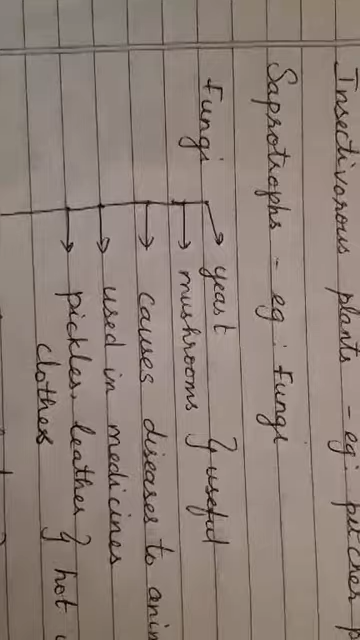 Insectivorous plants - eg: pitcher
Saprotrophs - eg: Fungi
Fungi → yeast
→ mushrooms } useful
→ causes diseases to
→ used in medicines
→ pickles, leather } hot
clothes